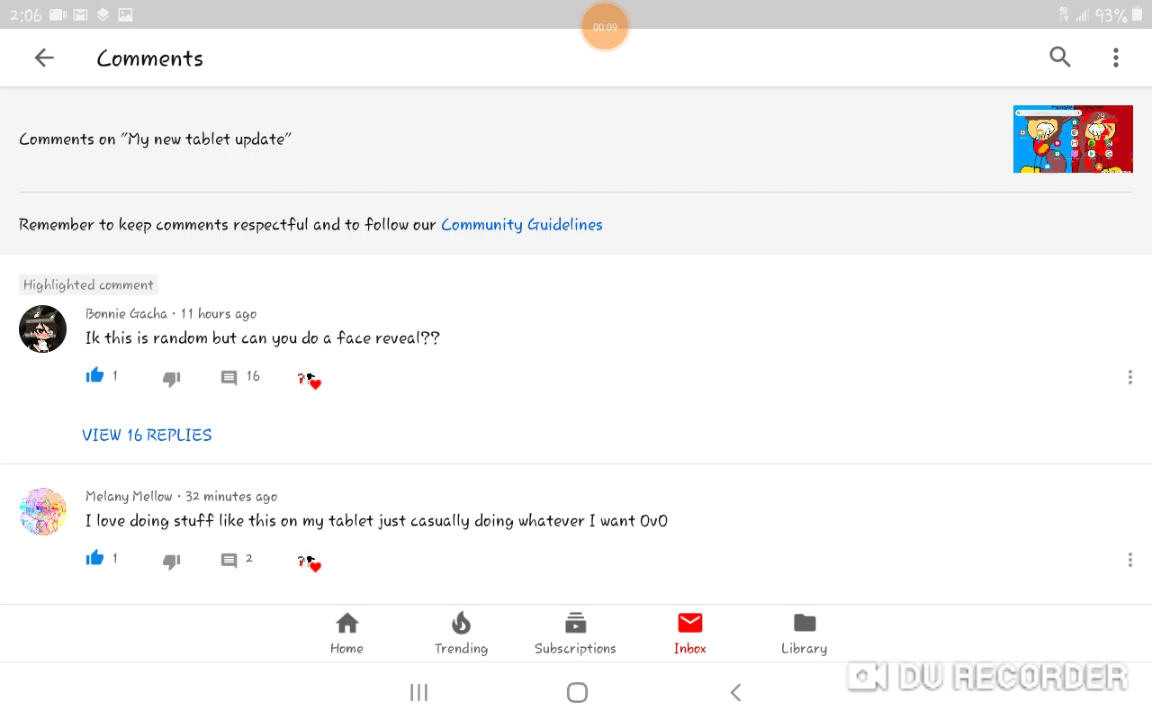 2:06
00:09
93%
Comments
Comments on "My new tablet update"
Remember to keep comments respectful and to follow our Community Guidelines
Highlighted comment
Bonnie Gacha · 11 hours ago
Ik this is random but can you do a face reveal??
1
16
VIEW 16 REPLIES
Melany Mellow · 32 minutes ago
I love doing stuff like this on my tablet just casually doing whatever I want 0v0
1
2
Home
Trending
Subscriptions
Inbox
Library
DU RECORDER